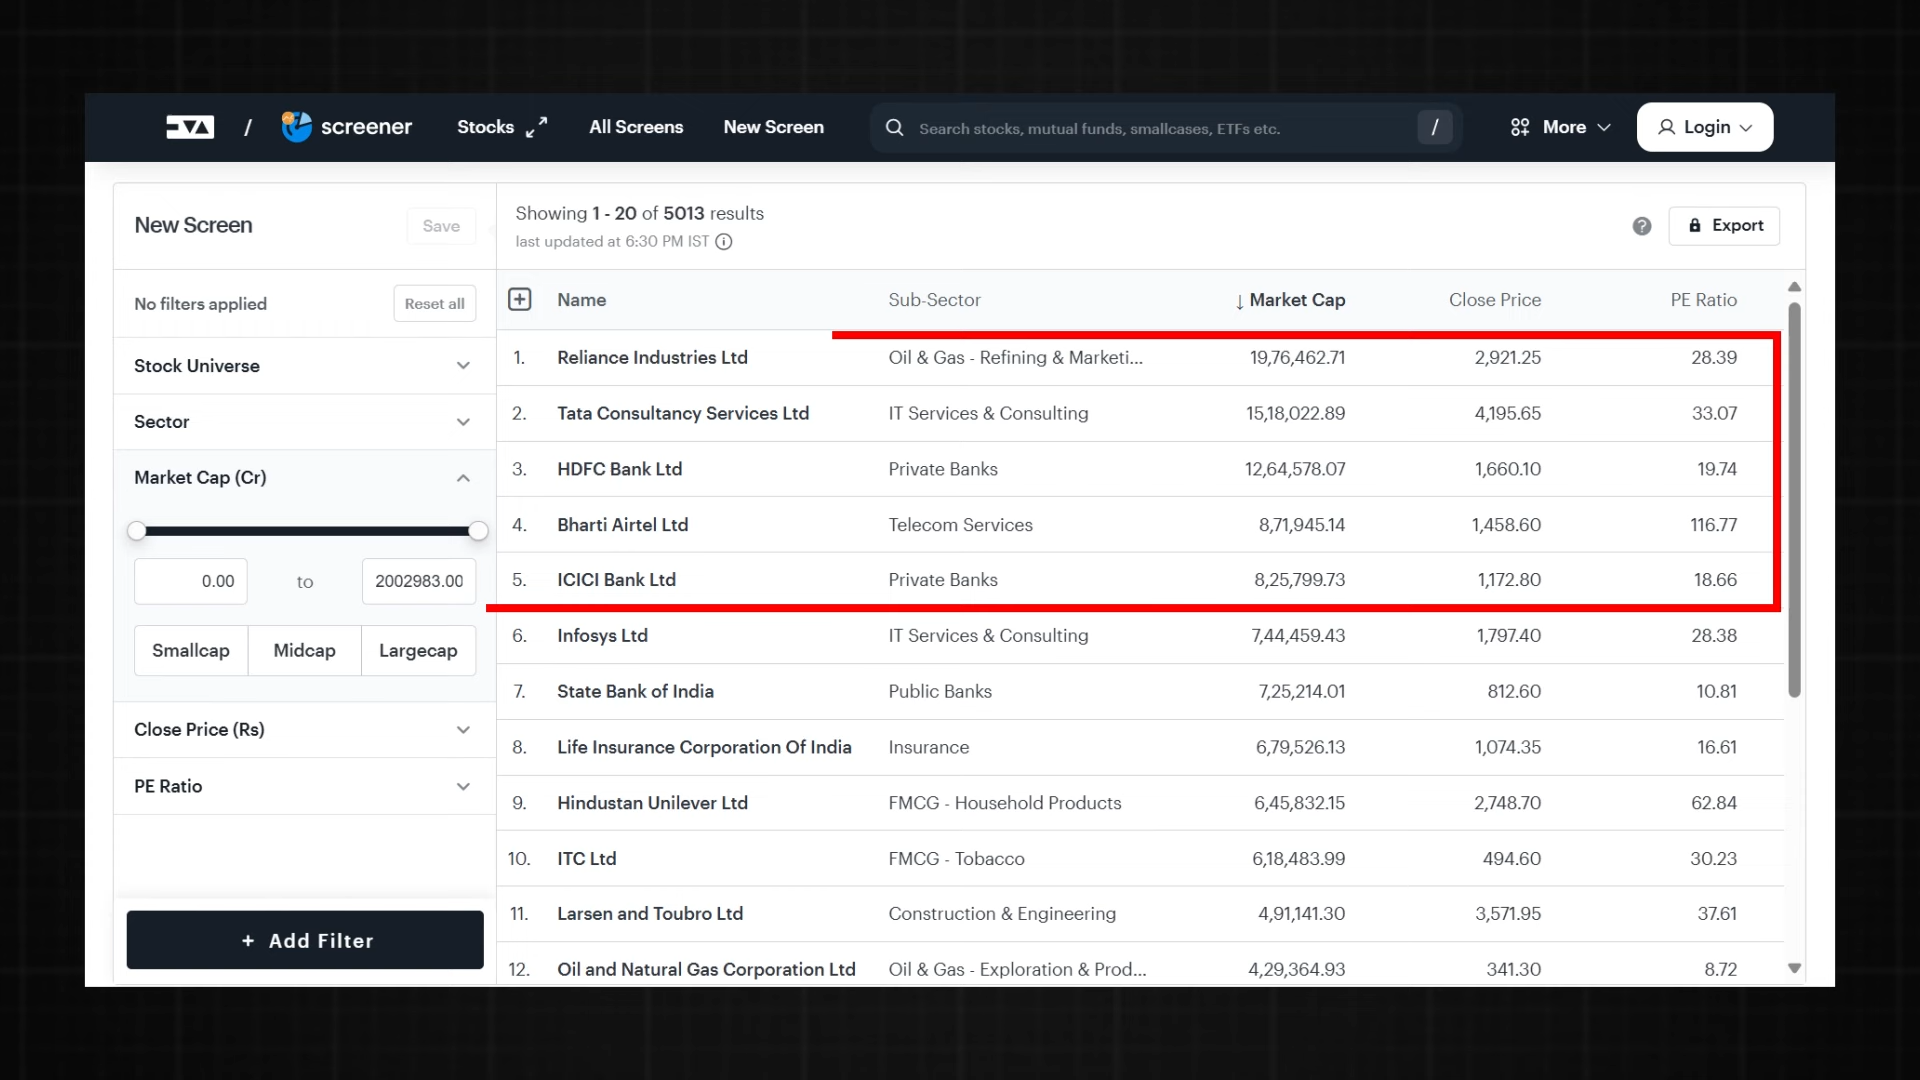 / screener Stocks All Screens New Screen Search stocks, mutual funds, smallcases, ETFs etc. / More Login
New Screen Save
Showing 1 - 20 of 5013 results
last updated at 6:30 PM IST
Export
No filters applied Reset all
Stock Universe
Sector
Market Cap (Cr)
0.00 to 2002983.00
Smallcap Midcap Largecap
Close Price (Rs)
PE Ratio
+ Add Filter
Name Sub-Sector ↓ Market Cap Close Price PE Ratio
1. Reliance Industries Ltd Oil & Gas - Refining & Marketi... 19,76,462.71 2,921.25 28.39
2. Tata Consultancy Services Ltd IT Services & Consulting 15,18,022.89 4,195.65 33.07
3. HDFC Bank Ltd Private Banks 12,64,578.07 1,660.10 19.74
4. Bharti Airtel Ltd Telecom Services 8,71,945.14 1,458.60 116.77
5. ICICI Bank Ltd Private Banks 8,25,799.73 1,172.80 18.66
6. Infosys Ltd IT Services & Consulting 7,44,459.43 1,797.40 28.38
7. State Bank of India Public Banks 7,25,214.01 812.60 10.81
8. Life Insurance Corporation Of India Insurance 6,79,526.13 1,074.35 16.61
9. Hindustan Unilever Ltd FMCG - Household Products 6,45,832.15 2,748.70 62.84
10. ITC Ltd FMCG - Tobacco 6,18,483.99 494.60 30.23
11. Larsen and Toubro Ltd Construction & Engineering 4,91,141.30 3,571.95 37.61
12. Oil and Natural Gas Corporation Ltd Oil & Gas - Exploration & Prod... 4,29,364.93 341.30 8.72